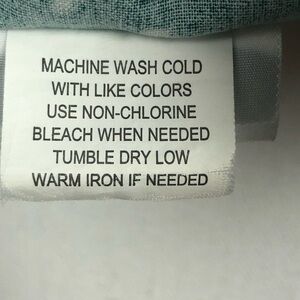 MACHINE WASH COLD
WITH LIKE COLORS
USE NON-CHLORINE
BLEACH WHEN NEEDED
TUMBLE DRY LOW
WARM IRON IF NEEDED